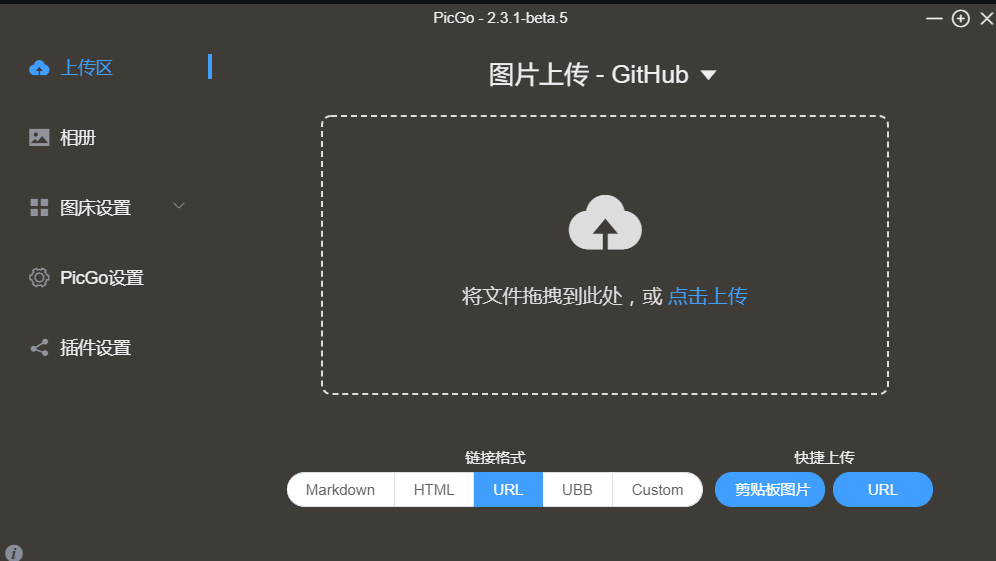 PicGo - 2.3.1-beta.5
上传区
相册
图床设置
PicGo设置
插件设置
图片上传 - GitHub
将文件拖拽到此处，或 点击上传
链接格式
Markdown HTML URL UBB Custom
快捷上传
剪贴板图片 URL